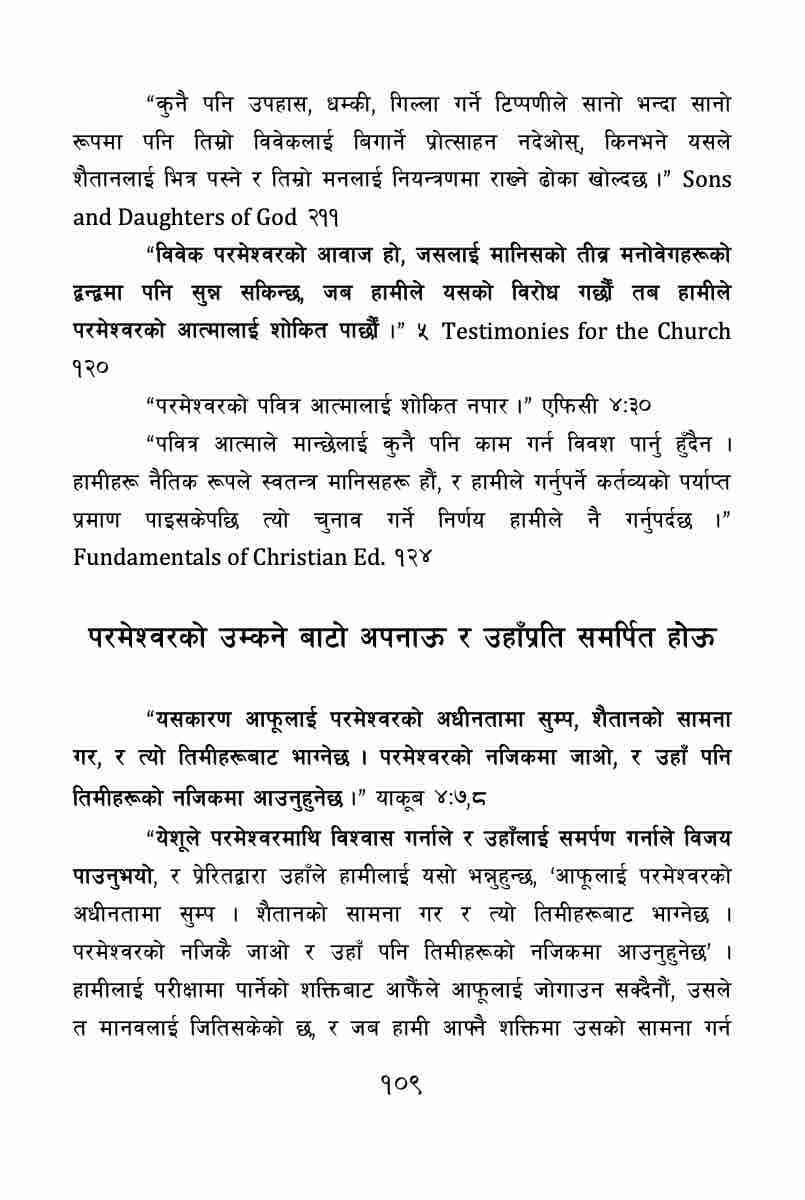 “कुनै पनि उपहास, धम्की, गिल्ला गर्ने टिप्पणीले सानो भन्दा सानो
रूपमा पनि तिम्रो विवेकलाई बिगार्ने प्रोत्साहन नदेओस्, किनभने यसले
शैतानलाई भित्र पस्ने र तिम्रो मनलाई नियन्त्रणमा राख्ने ढोका खोल्दछ ।” Sons
and Daughters of God २११
“विवेक परमेश्वरको आवाज हो, जसलाई मानिसको तीव्र मनोवेगहरूको
द्वन्द्वमा पनि सुन्न सकिन्छ, जब हामीले यसको विरोध गर्छौं तब हामीले
परमेश्वरको आत्मालाई शोकित पार्छौं ।” ५ Testimonies for the Church
१२०
“परमेश्वरको पवित्र आत्मालाई शोकित नपार ।” एफिसी ४:३०
“पवित्र आत्माले मान्छेलाई कुनै पनि काम गर्न विवश पार्नु हुँदैन ।
हामीहरू नैतिक रूपले स्वतन्त्र मानिसहरू हौं, र हामीले गर्नुपर्ने कर्तव्यको पर्याप्त
प्रमाण पाइसकेपछि त्यो चुनाव गर्ने निर्णय हामीले नै गर्नुपर्दछ ।”
Fundamentals of Christian Ed. १२४
परमेश्वरको उम्कने बाटो अपनाऊ र उहाँप्रति समर्पित होऊ
“यसकारण आफूलाई परमेश्वरको अधीनतामा सुम्प, शैतानको सामना
गर, र त्यो तिमीहरूबाट भाग्नेछ । परमेश्वरको नजिकमा जाओ, र उहाँ पनि
तिमीहरूको नजिकमा आउनुहुनेछ ।” याकूब ४:७,८
“येशूले परमेश्वरमाथि विश्वास गर्नाले र उहाँलाई समर्पण गर्नाले विजय
पाउनुभयो, र प्रेरितद्वारा उहाँले हामीलाई यसो भन्नुहुन्छ, ‘आफूलाई परमेश्वरको
अधीनतामा सुम्प । शैतानको सामना गर र त्यो तिमीहरूबाट भाग्नेछ ।
परमेश्वरको नजिकै जाओ र उहाँ पनि तिमीहरूको नजिकमा आउनुहुनेछ’ ।
हामीलाई परीक्षामा पार्नेको शक्तिबाट आफैंले आफूलाई जोगाउन सक्दैनौं, उसले
त मानवलाई जितिसकेको छ, र जब हामी आफ्नै शक्तिमा उसको सामना गर्न
१०९